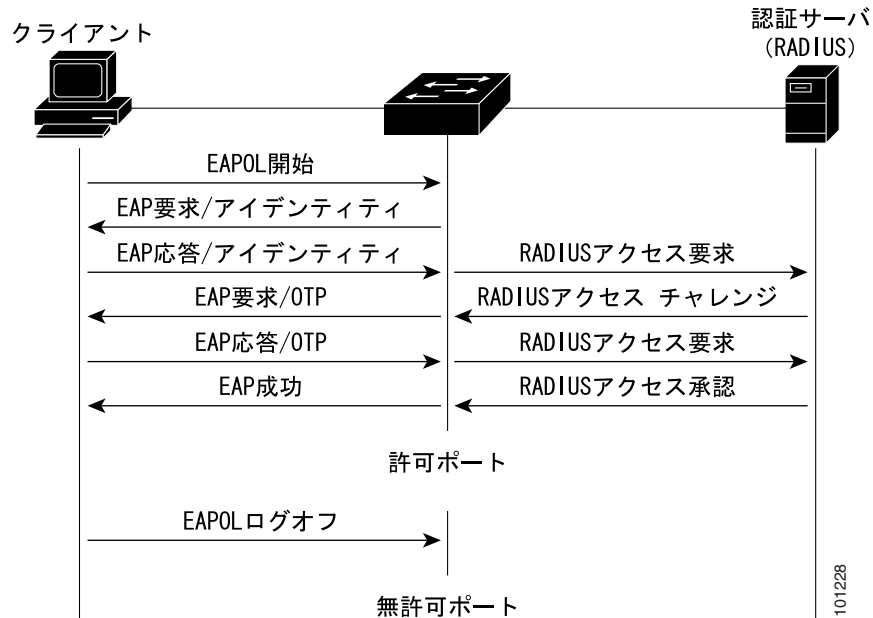 クライアント
認証サーバ
(RADIUS)
EAPOL開始
EAP要求/アイデンティティ
EAP応答/アイデンティティ
RADIUSアクセス要求
EAP要求/OTP
RADIUSアクセス チャレンジ
EAP応答/OTP
RADIUSアクセス要求
EAP成功
RADIUSアクセス承認
許可ポート
EAPOLログオフ
無許可ポート
101228